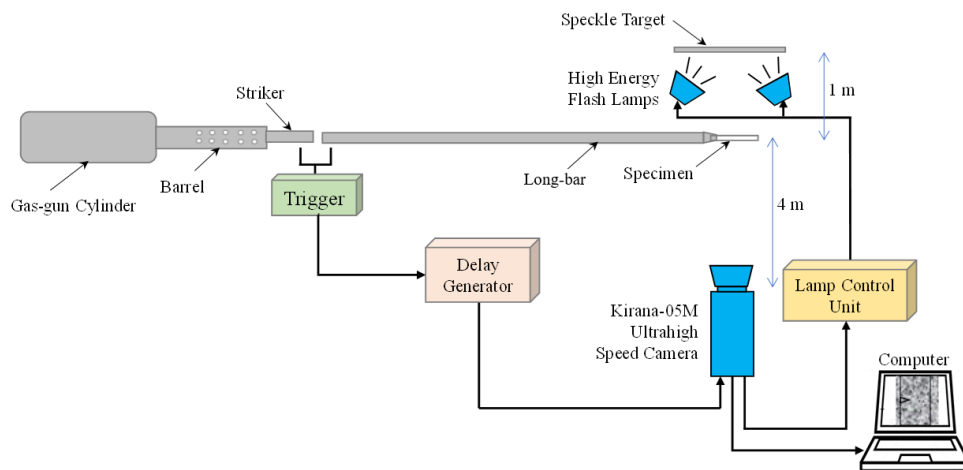 Speckle Target
High Energy
Flash Lamps
1 m
Striker
Barrel
Gas-gun Cylinder
Long-bar
Specimen
Trigger
4 m
Delay
Generator
Lamp Control
Unit
Kirana-05M
Ultrahigh
Speed Camera
Computer